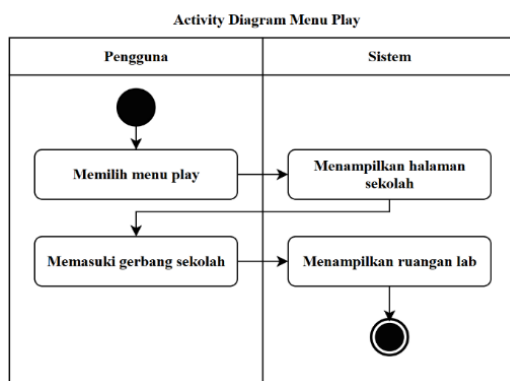 Activity Diagram Menu Play
Pengguna
Sistem
Memilih menu play
Menampilkan halaman
sekolah
Memasuki gerbang sekolah
Menampilkan ruangan lab